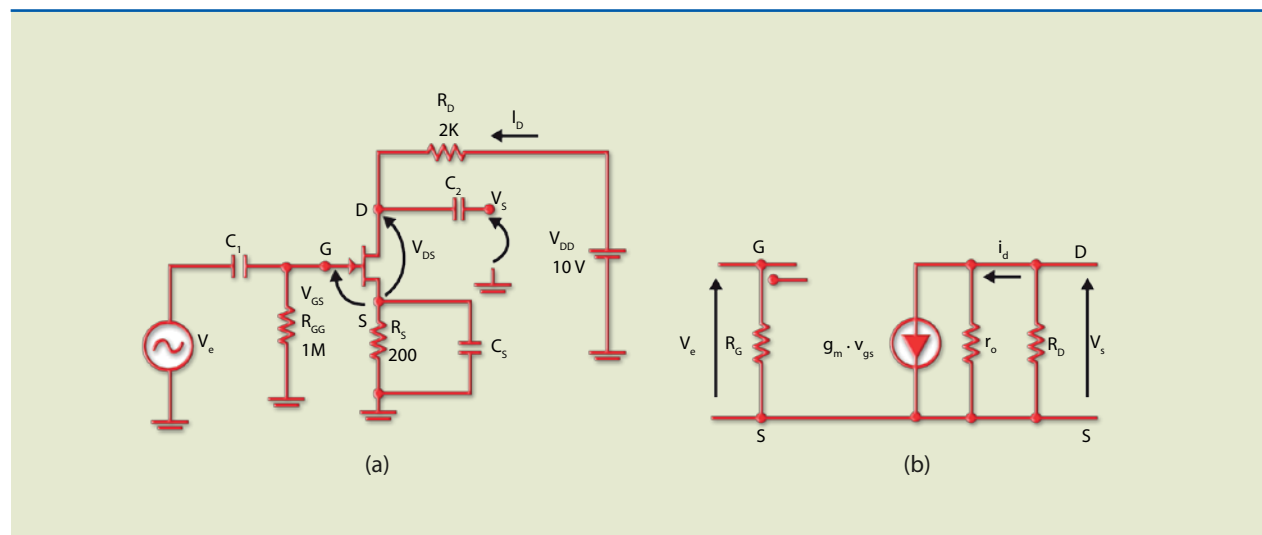 R_D
2K
I_D
C_2
V_s
D
V_DS
V_DD
10 V
C_1
G
V_GS
R_GG
1M
S
R_S
200
C_S
V_e
(a)
G
i_d
D
V_e
R_G
g_m · v_gs
r_o
R_D
V_s
S
S
(b)